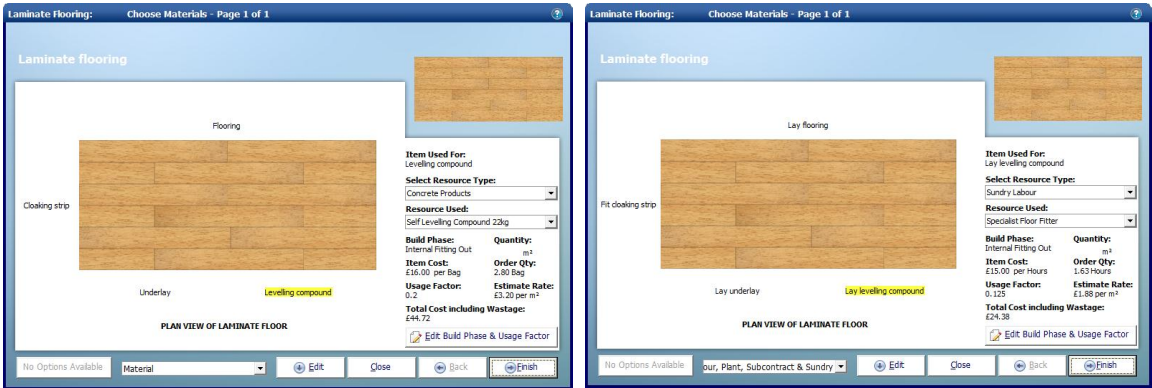 Laminate Flooring: Choose Materials - Page 1 of 1
Laminate flooring
Flooring
Cloaking strip
Underlay
Levelling compound
PLAN VIEW OF LAMINATE FLOOR
Item Used For:
Levelling compound
Select Resource Type:
Concrete Products
Resource Used:
Self Levelling Compound 22kg
Build Phase: Quantity:
Internal Fitting Out m²
Item Cost: Order Qty:
£16.00 per Bag 2.80 Bag
Usage Factor: Estimate Rate:
0.2 £3.20 per m²
Total Cost including Wastage:
£44.72
Edit Build Phase & Usage Factor
No Options Available Material Edit Close Back Finish
Laminate Flooring: Choose Materials - Page 1 of 1
Laminate flooring
Lay flooring
Fit cloaking strip
Lay underlay
Lay levelling compound
PLAN VIEW OF LAMINATE FLOOR
Item Used For:
Lay levelling compound
Select Resource Type:
Sundry Labour
Resource Used:
Specialist Floor Fitter
Build Phase: Quantity:
Internal Fitting Out m²
Item Cost: Order Qty:
£15.00 per Hours 1.63 Hours
Usage Factor: Estimate Rate:
0.125 £1.88 per m²
Total Cost including Wastage:
£24.38
Edit Build Phase & Usage Factor
No Options Available our, Plant, Subcontract & Sundry Edit Close Back Finish